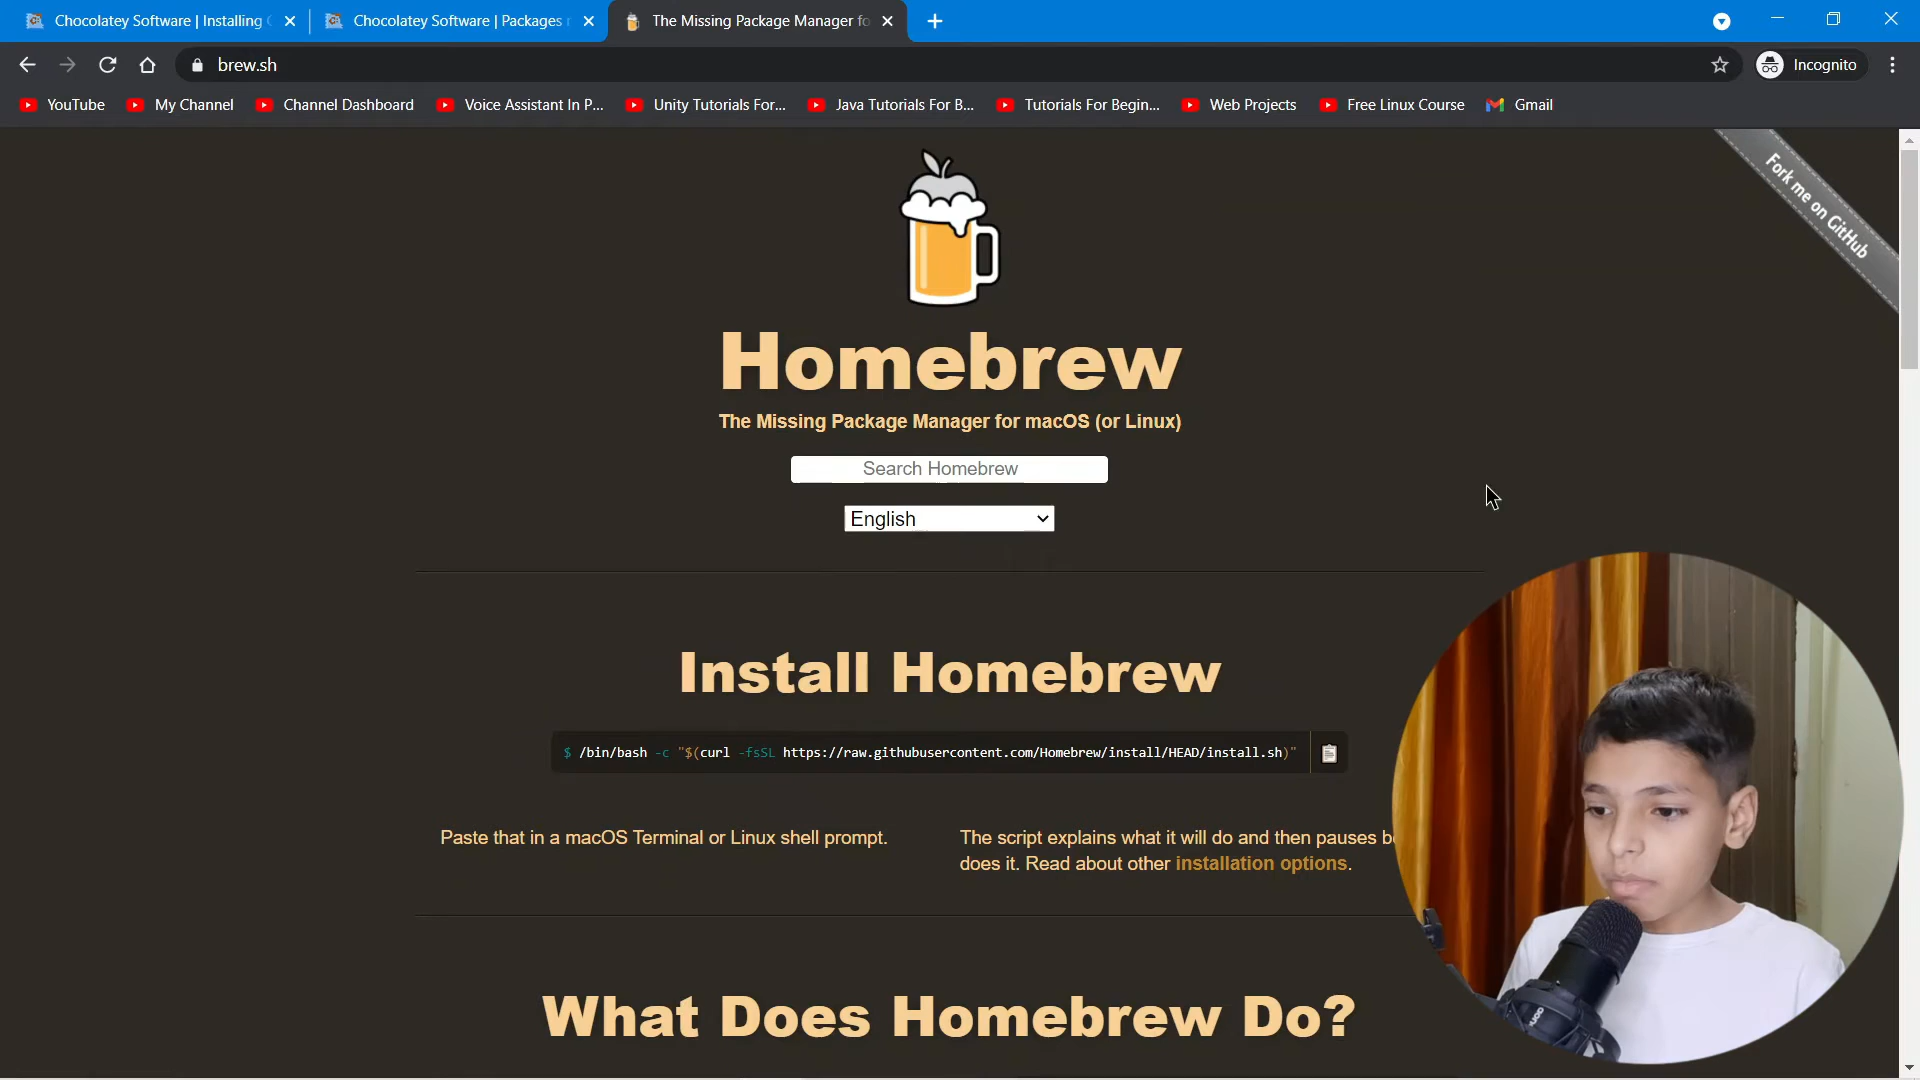 Chocolatey Software | Installing
Chocolatey Software | Packages
The Missing Package Manager fo
brew.sh
Incognito
YouTube
My Channel
Channel Dashboard
Voice Assistant In P...
Unity Tutorials For...
Java Tutorials For B...
Tutorials For Begin...
Web Projects
Free Linux Course
Gmail
Fork me on GitHub
Homebrew
The Missing Package Manager for macOS (or Linux)
Search Homebrew
English
Install Homebrew
$ /bin/bash -c "$(curl -fsSL https://raw.githubusercontent.com/Homebrew/install/HEAD/install.sh)"
Paste that in a macOS Terminal or Linux shell prompt.
The script explains what it will do and then pauses
does it. Read about other installation options.
What Does Homebrew Do?